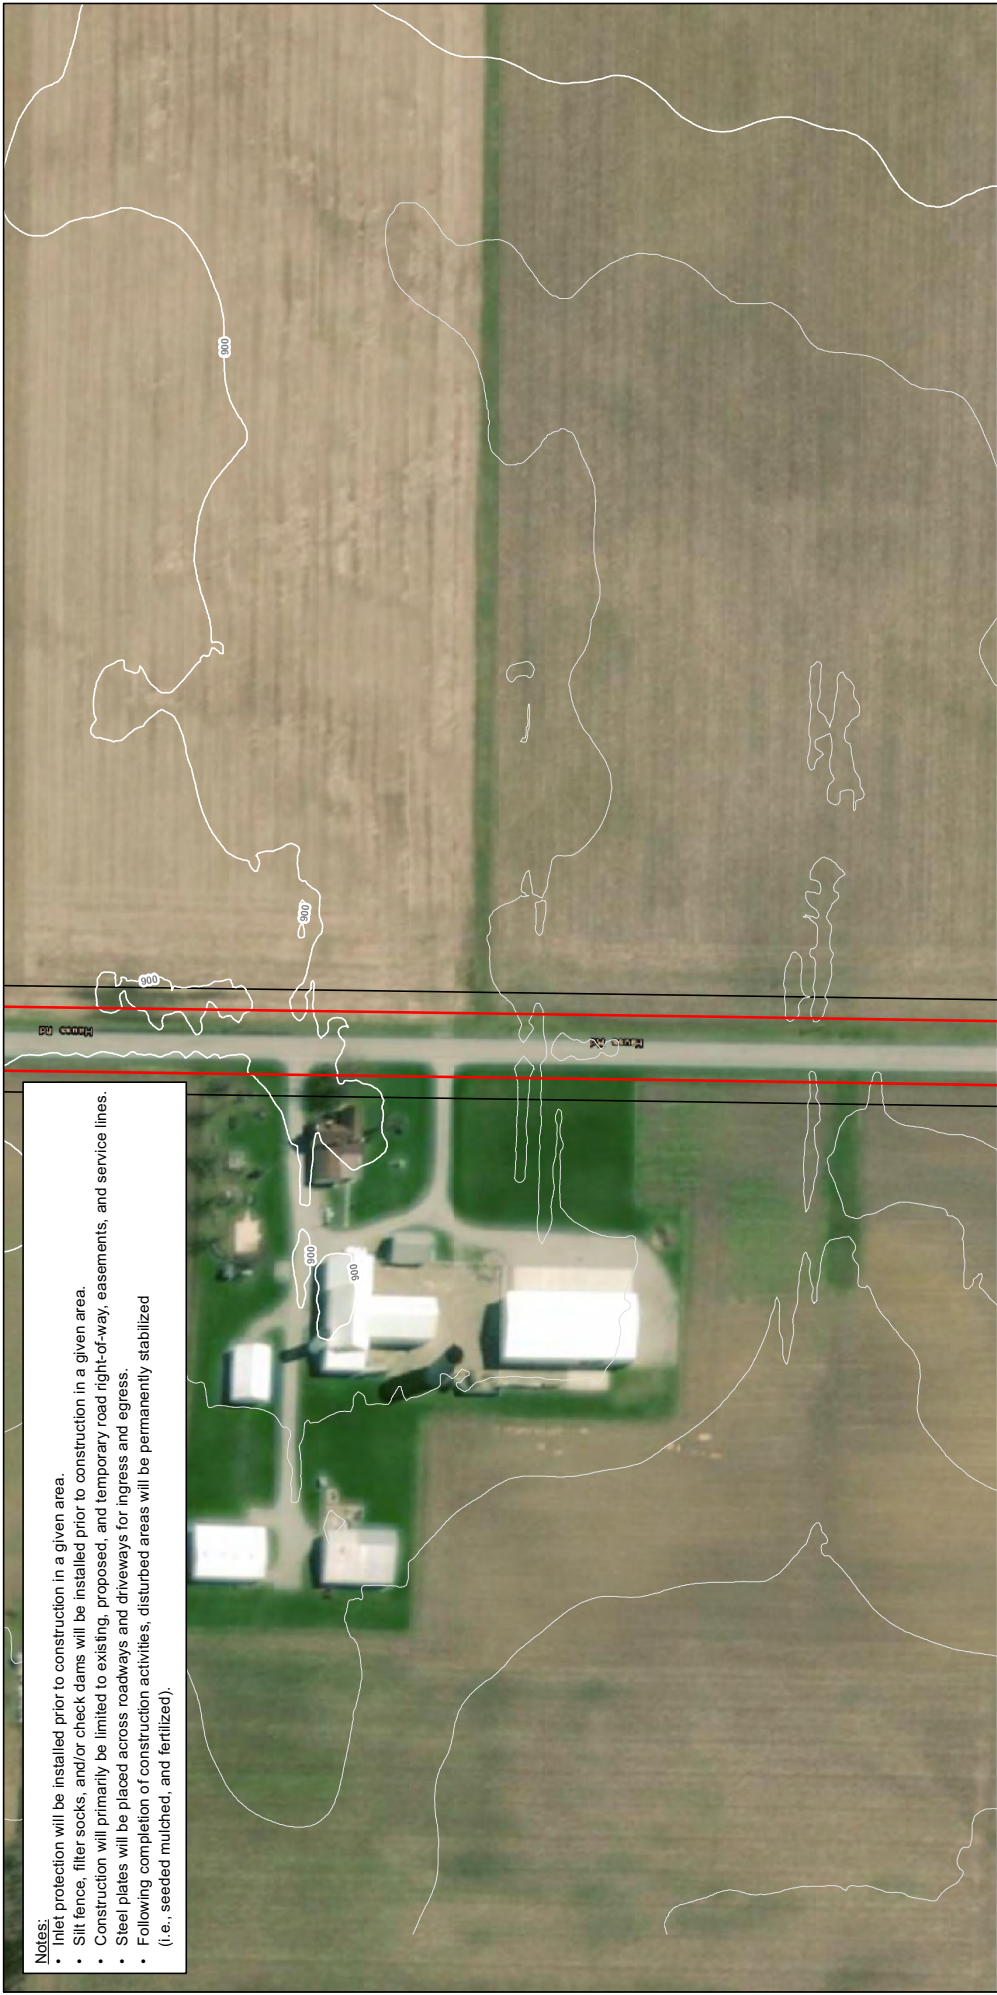 Notes:
• Inlet protection will be installed prior to construction in a given area.
• Silt fence, filter socks, and/or check dams will be installed prior to construction in a given area.
• Construction will primarily be limited to existing, proposed, and temporary road right-of-way, easements, and service lines.
• Steel plates will be placed across roadways and driveways for ingress and egress.
• Following completion of construction activities, disturbed areas will be permanently stabilized
(i.e., seeded mulched, and fertilized).
900
900
900
900
900
Rd
Rd